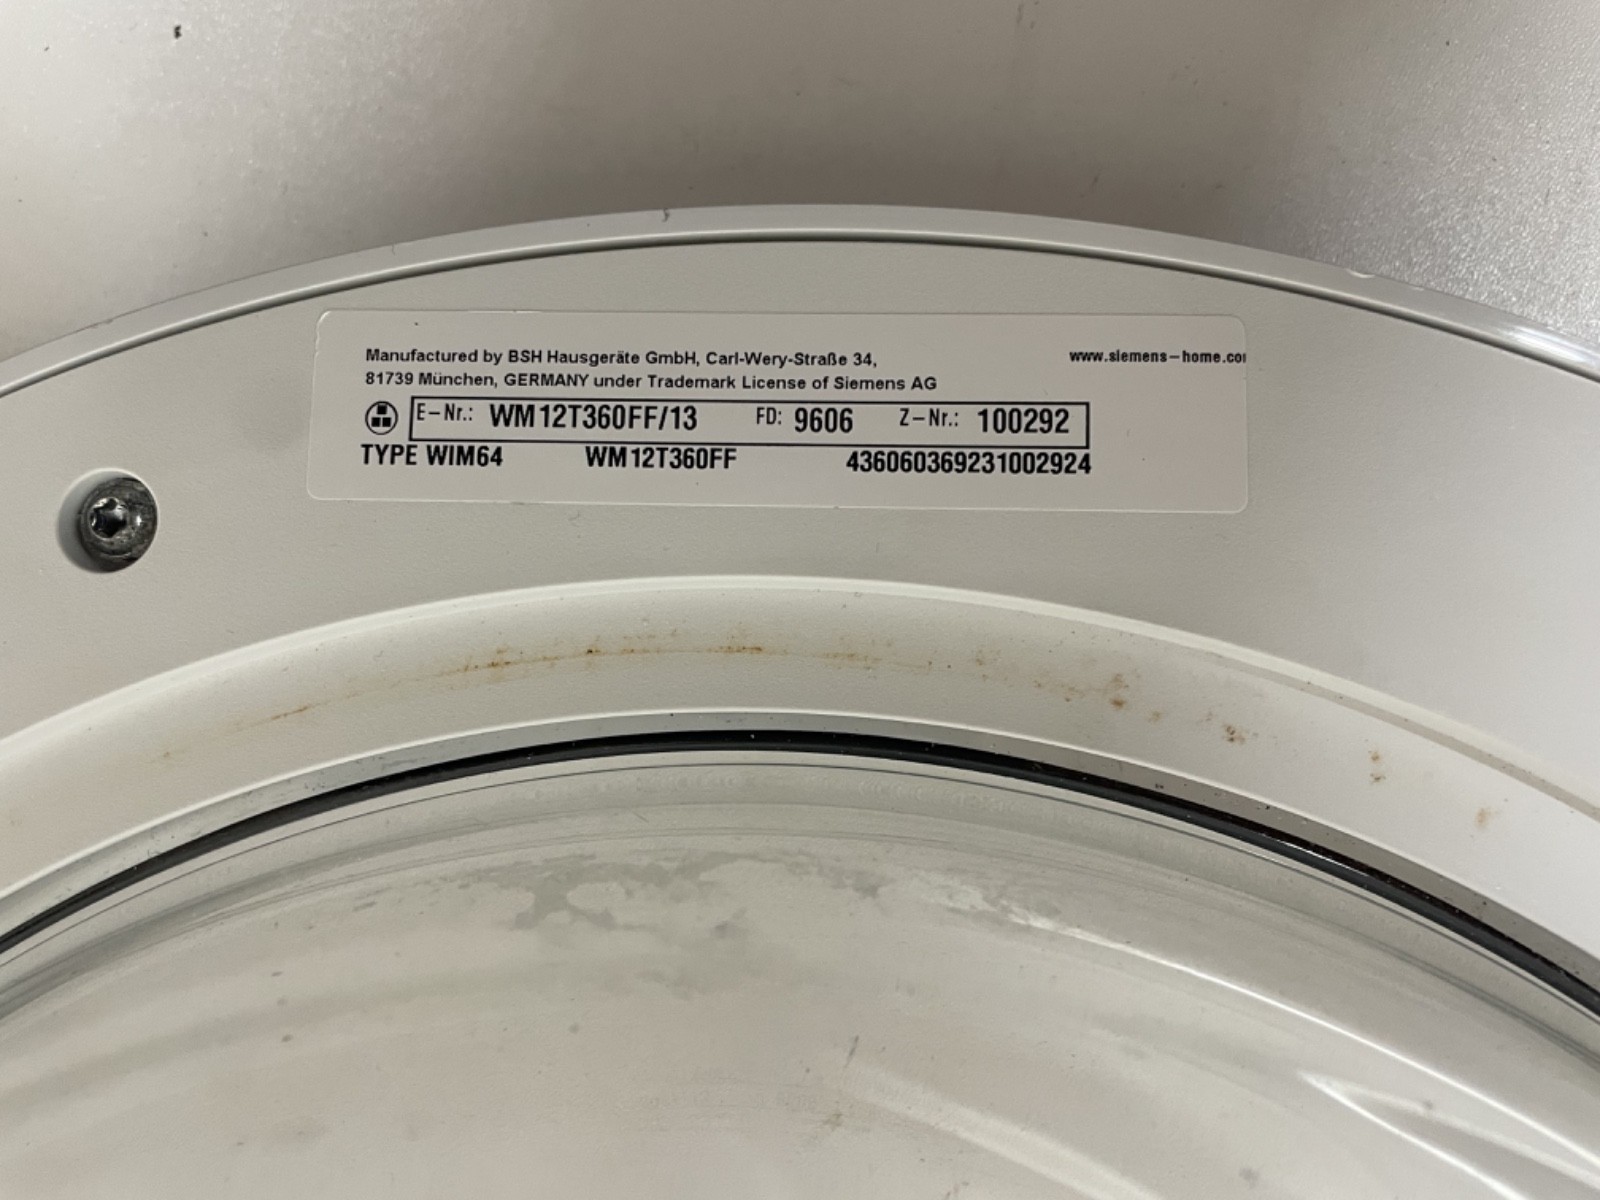 Manufactured by BSH Hausgeräte GmbH, Carl-Wery-Straße 34,
81739 München, GERMANY under Trademark License of Siemens AG
www.siemens-home.co
E-Nr.: WM12T360FF/13 FD: 9606 Z-Nr.: 100292
TYPE WIM64 WM12T360FF 436060369231002924